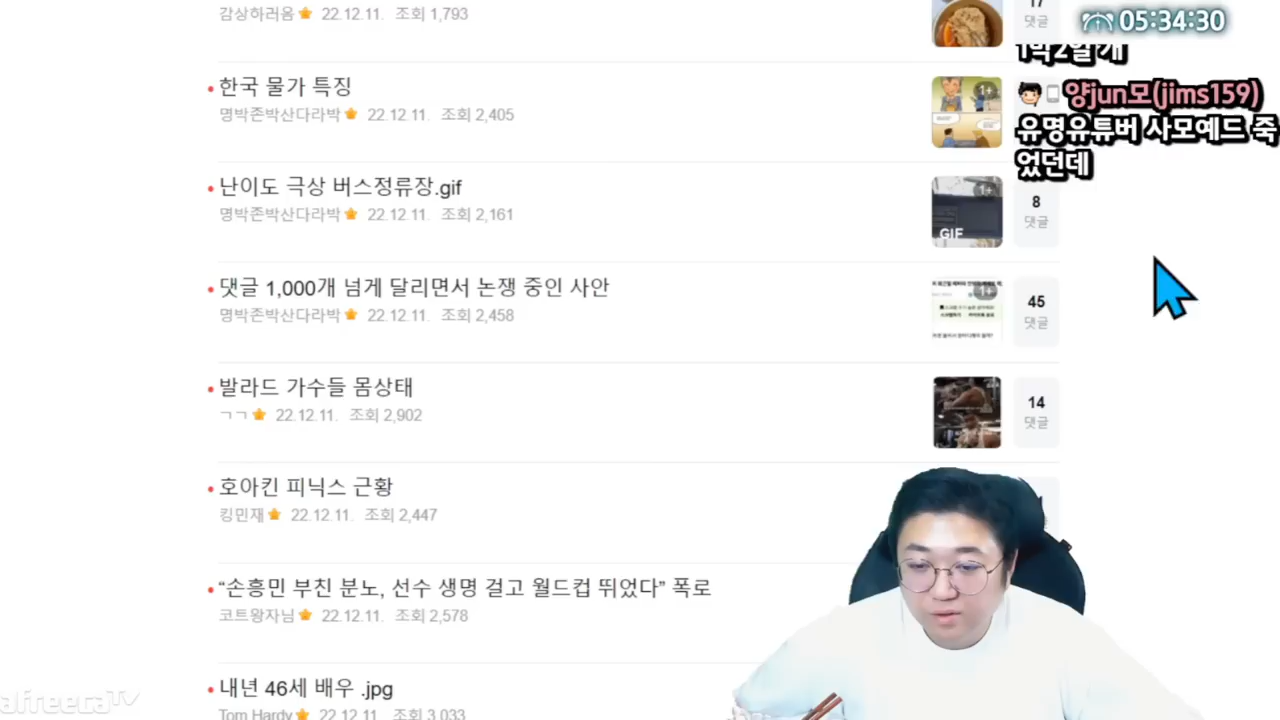 감상하러옴 22.12.11. 조회 1,793
17
댓글
05:34:30
1박2일 개
한국 물가 특징
명박존박산다라박 22.12.11. 조회 2,405
1+
양jun모(jims159)
유명유튜버 사모예드 죽
었던데
난이도 극상 버스정류장.gif
명박존박산다라박 22.12.11. 조회 2,161
1+
GIF
8
댓글
댓글 1,000개 넘게 달리면서 논쟁 중인 사안
명박존박산다라박 22.12.11. 조회 2,458
1+
45
댓글
발라드 가수들 몸상태
ㄱㄱ 22.12.11. 조회 2,902
14
댓글
호아킨 피닉스 근황
킹민재 22.12.11. 조회 2,447
“손흥민 부친 분노, 선수 생명 걸고 월드컵 뛰었다” 폭로
코트왕자님 22.12.11. 조회 2,578
내년 46세 배우 .jpg
Tom Hardy 22.12.11. 조회 3,033
afreecaTV